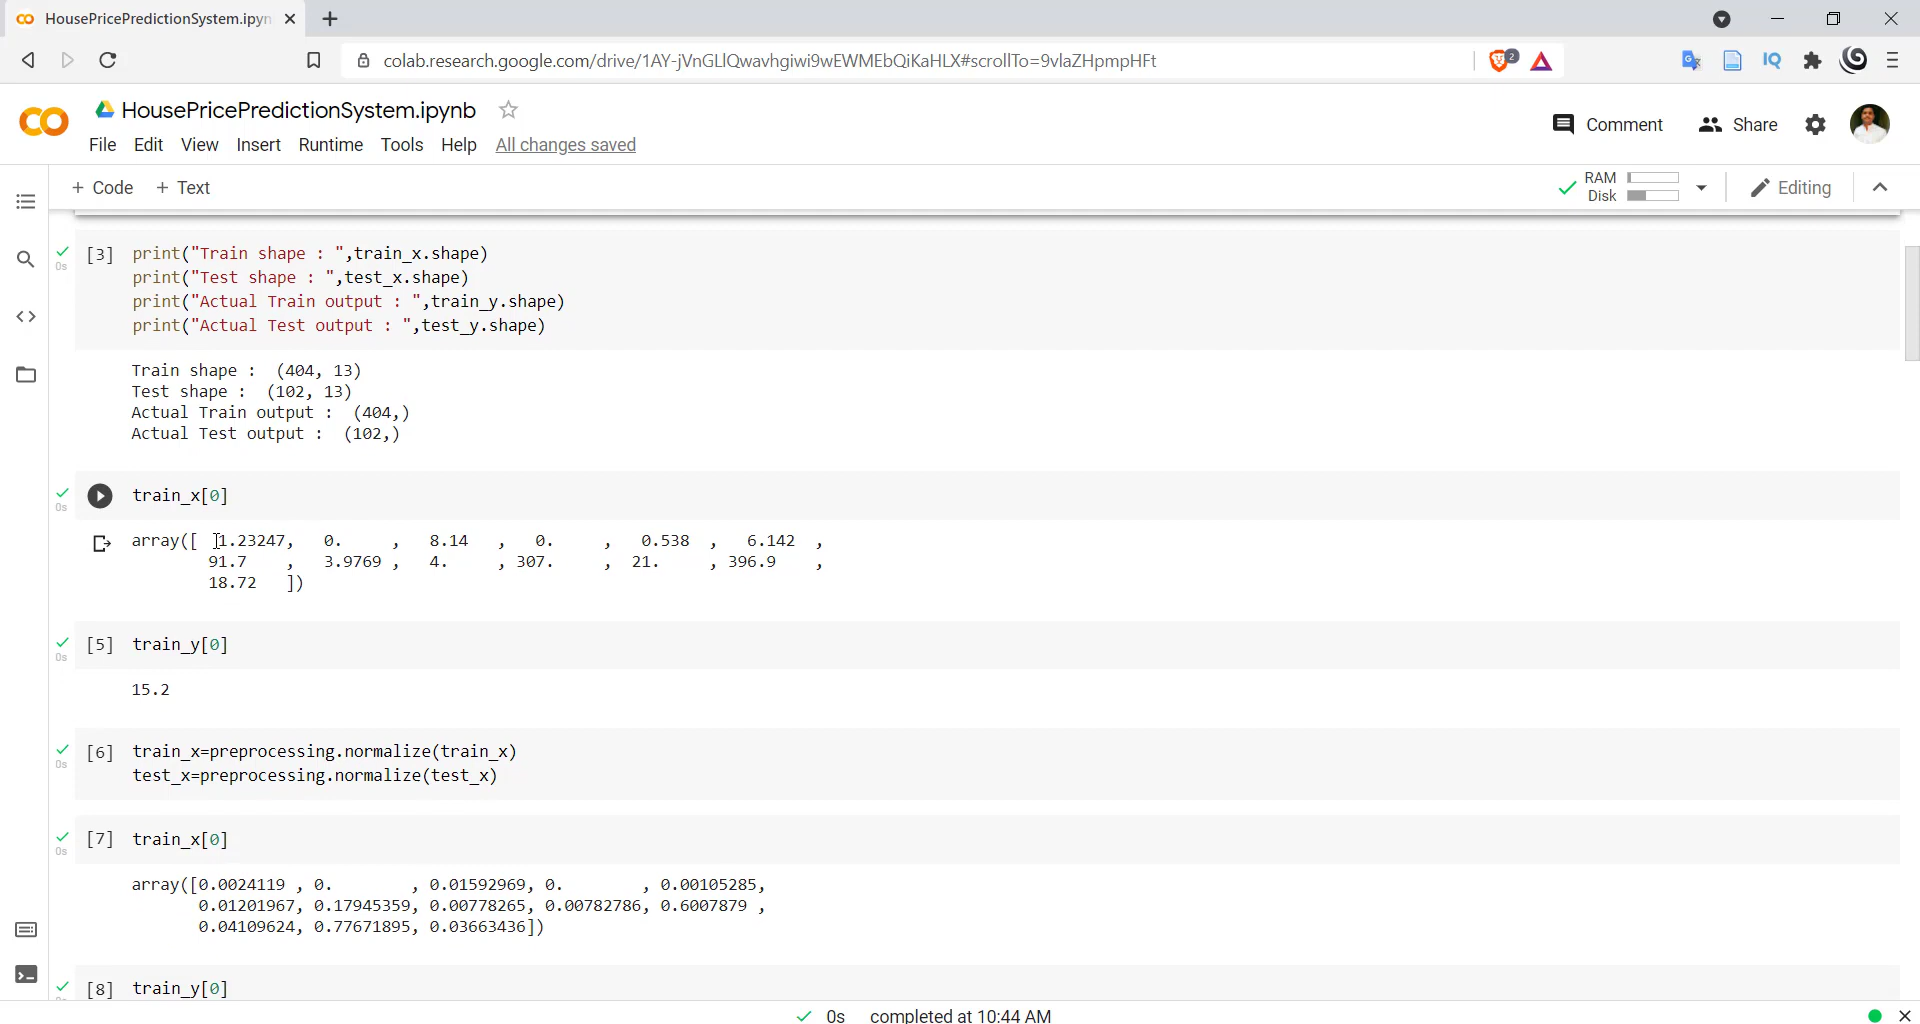 HousePricePredictionSystem.ipyn
colab.research.google.com/drive/1AY-jVnGLlQwavhgiwi9wEWMEbQiKaHLX#scrollTo=9vlaZHpmpHFt
2
IQ
HousePricePredictionSystem.ipynb
Comment
Share
File Edit View Insert Runtime Tools Help All changes saved
+ Code + Text
RAM
Disk
Editing
[3] print("Train shape : ",train_x.shape)
0s
print("Test shape : ",test_x.shape)
print("Actual Train output : ",train_y.shape)
print("Actual Test output : ",test_y.shape)
Train shape :  (404, 13)
Test shape :  (102, 13)
Actual Train output :  (404,)
Actual Test output :  (102,)
train_x[0]
0s
array([  1.23247,   0.     ,   8.14   ,   0.     ,   0.538  ,   6.142  ,
91.7    ,   3.9769 ,   4.     , 307.     ,  21.     , 396.9    ,
18.72   ])
[5] train_y[0]
0s
15.2
[6] train_x=preprocessing.normalize(train_x)
0s
test_x=preprocessing.normalize(test_x)
[7] train_x[0]
0s
array([0.0024119 , 0.        , 0.01592969, 0.        , 0.00105285,
0.01201967, 0.17945359, 0.00778265, 0.00782786, 0.6007879 ,
0.04109624, 0.77671895, 0.03663436])
[8] train_y[0]
0s completed at 10:44 AM